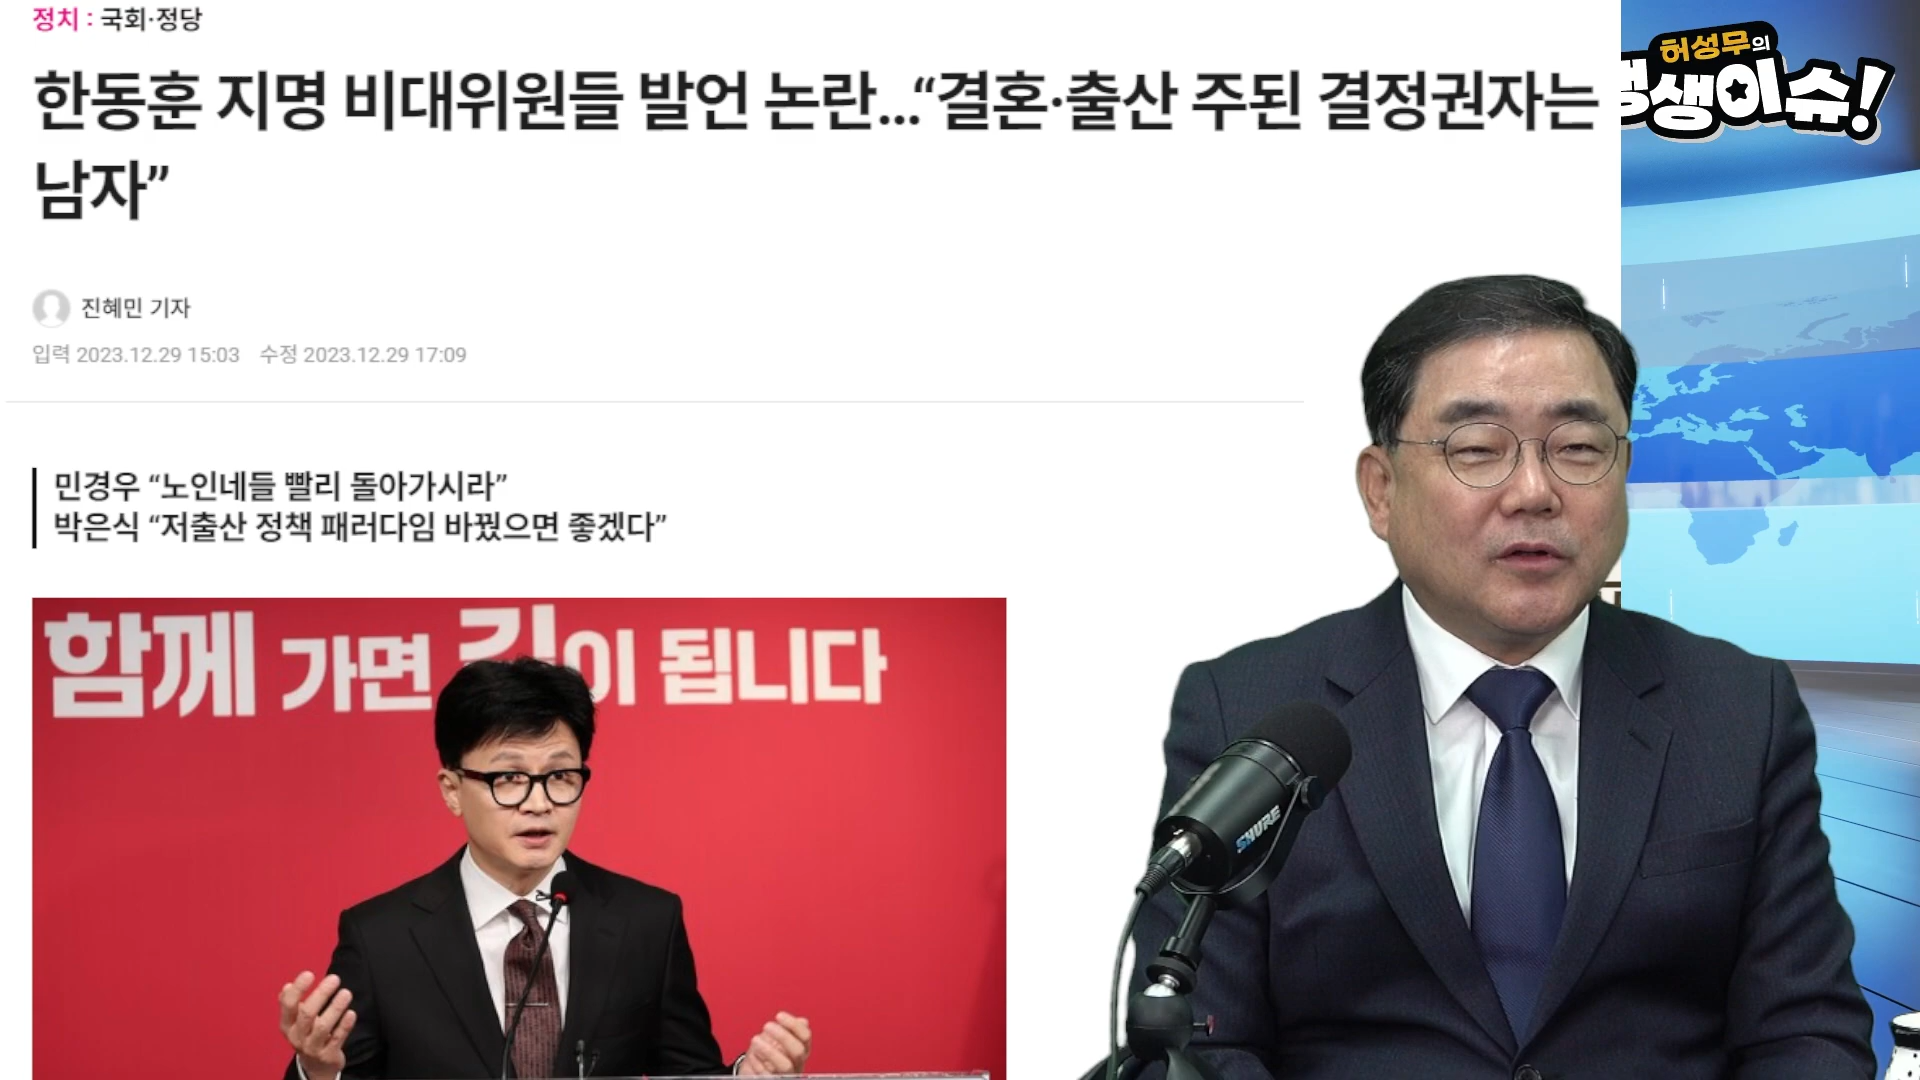 정치 : 국회·정당
한동훈 지명 비대위원들 발언 논란...“결혼·출산 주된 결정권자는
남자”
진혜민 기자
입력 2023.12.29 15:03 수정 2023.12.29 17:09
민경우 “노인네들 빨리 돌아가시라”
박은식 “저출산 정책 패러다임 바꿨으면 좋겠다”
함께 가면 길이 됩니다
허성무의
생생이슈!
SHURE